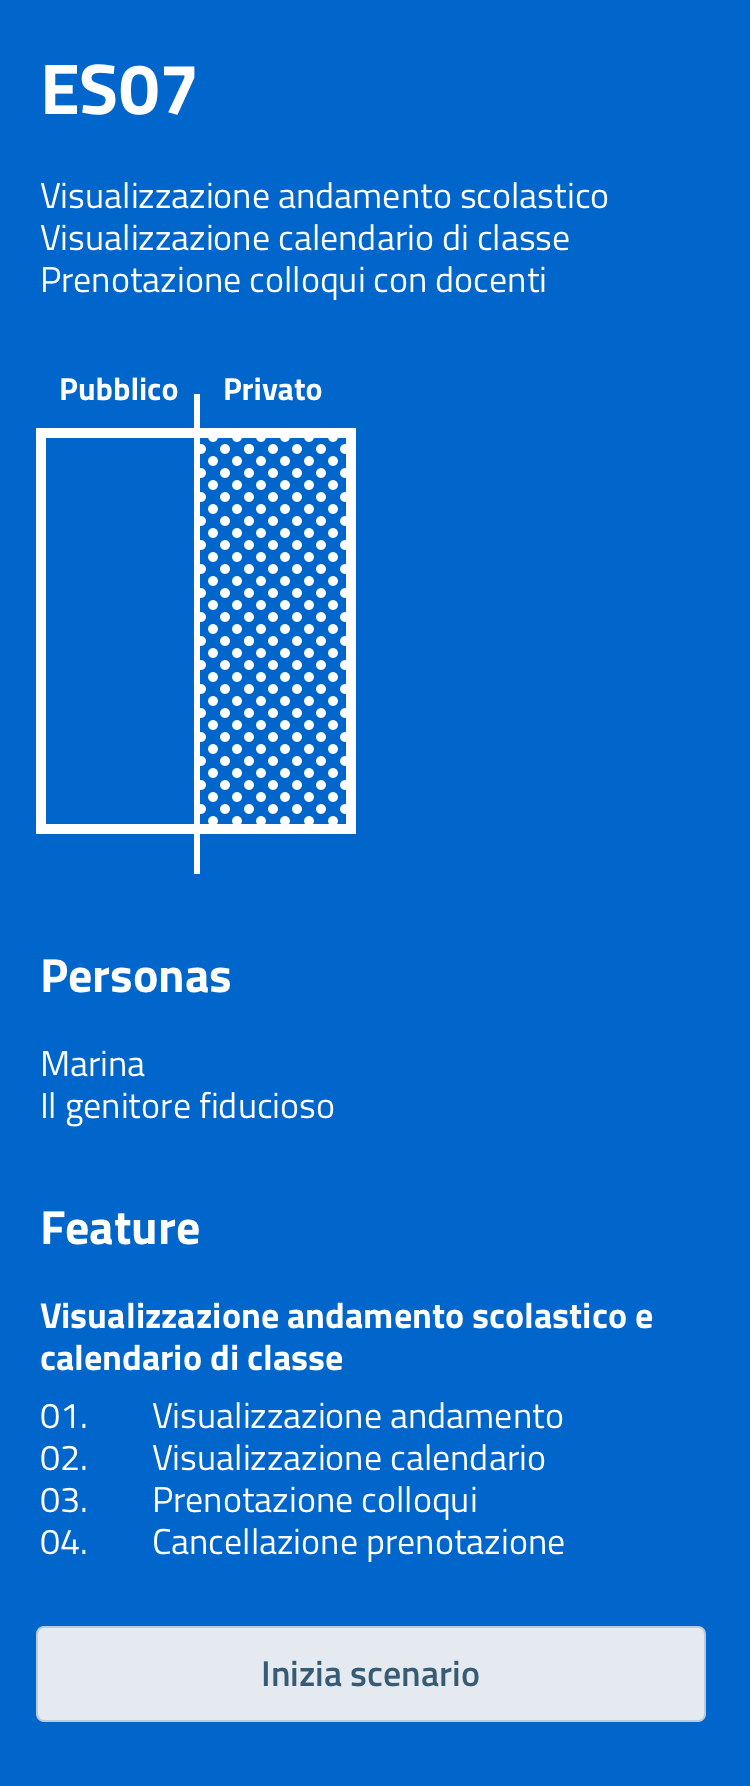 ES07
Visualizzazione andamento scolastico
Visualizzazione calendario di classe
Prenotazione colloqui con docenti
Pubblico Privato
Personas
Marina
Il genitore fiducioso
Feature
Visualizzazione andamento scolastico e
calendario di classe
01. Visualizzazione andamento
02. Visualizzazione calendario
03. Prenotazione colloqui
04. Cancellazione prenotazione
Inizia scenario